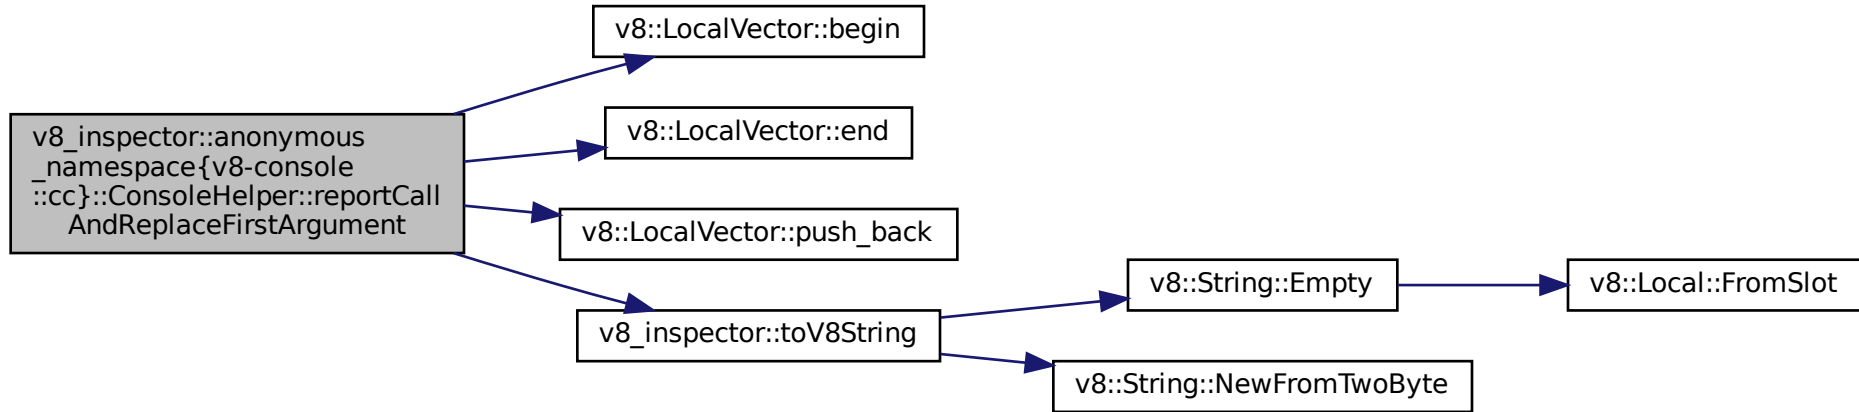 v8_inspector::anonymous
_namespace{v8-console
::cc}::ConsoleHelper::reportCall
AndReplaceFirstArgument
v8::LocalVector::begin
v8::LocalVector::end
v8::LocalVector::push_back
v8_inspector::toV8String
v8::String::Empty
v8::Local::FromSlot
v8::String::NewFromTwoByte